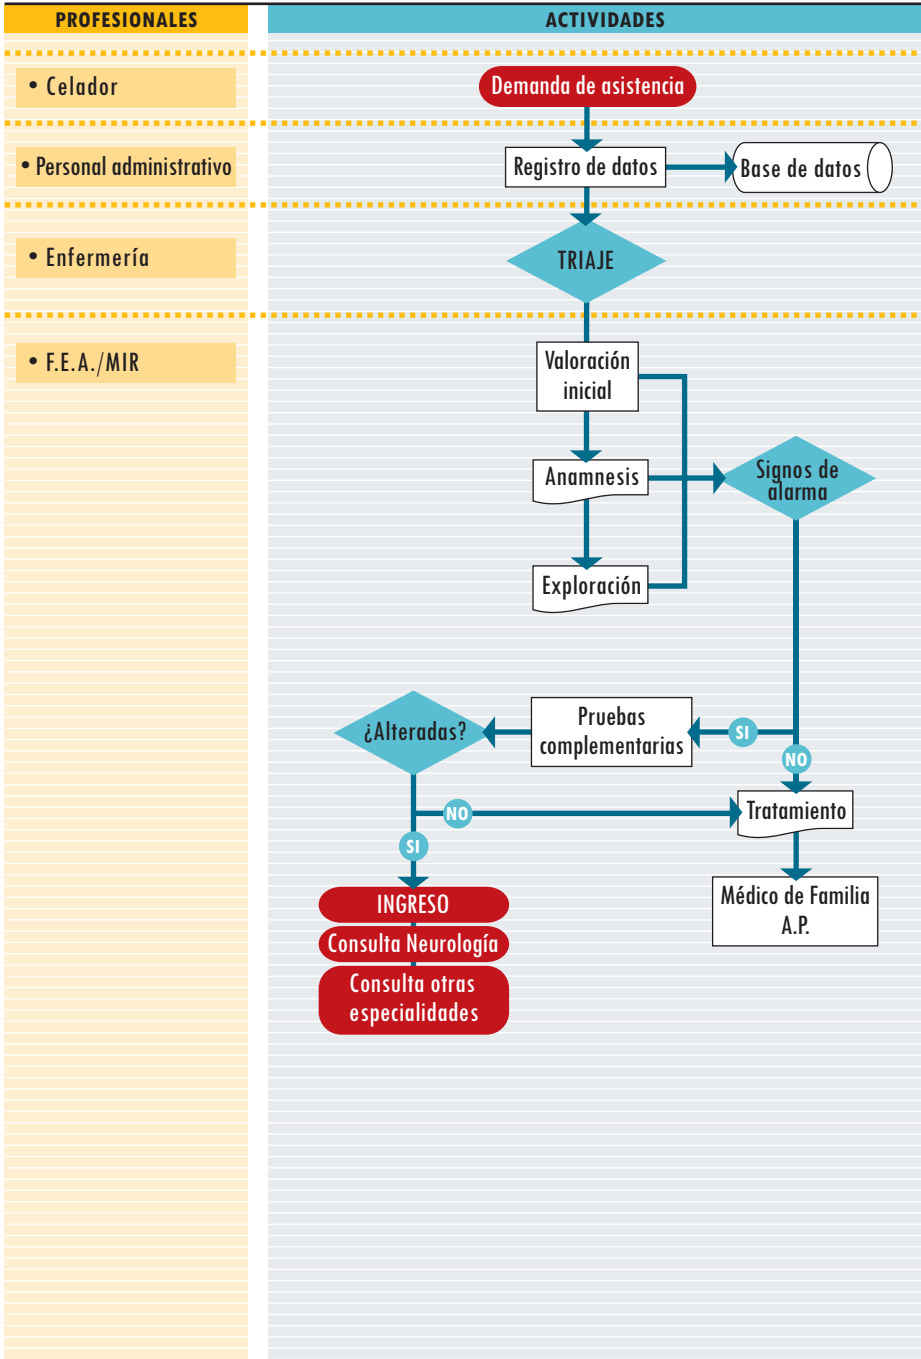 PROFESIONALES
ACTIVIDADES
• Celador
Demanda de asistencia
• Personal administrativo
Registro de datos
Base de datos
• Enfermería
TRIAJE
• F.E.A./MIR
Valoración
inicial
Anamnesis
Signos de
alarma
Exploración
¿Alteradas?
Pruebas
complementarias
SI
NO
NO
Tratamiento
SI
INGRESO
Médico de Familia
A.P.
Consulta Neurología
Consulta otras
especialidades